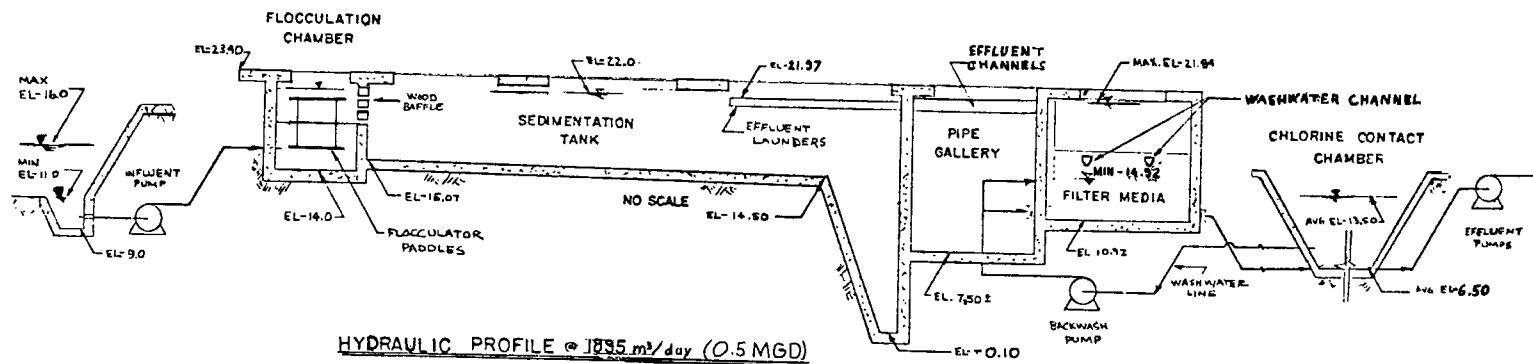 FLOCCULATION
CHAMBER
EL-23.90
MAX
EL-16.0
MIN
EL-11.0
INFLUENT
PUMP
EL-9.0
WOOD
BAFFLE
EL-22.0
SEDIMENTATION
TANK
EL-21.97
EFFLUENT
LAUNDERS
EFFLUENT
CHANNELS
MAX. EL-21.84
WASHWATER CHANNEL
PIPE
GALLERY
MIN-14.92
FILTER MEDIA
CHLORINE CONTACT
CHAMBER
AVG EL-13.50
EFFLUENT
PUMPS
EL-15.07
EL-14.0
FLOCCULATOR
PADDLES
NO SCALE
EL-14.50
EL 10.92
EL. 7.50 ±
WASHWATER
LINE
AVG EL-6.50
BACKWASH
PUMP
EL + 0.10
HYDRAULIC PROFILE @ 1895 m³/day (0.5 MGD)